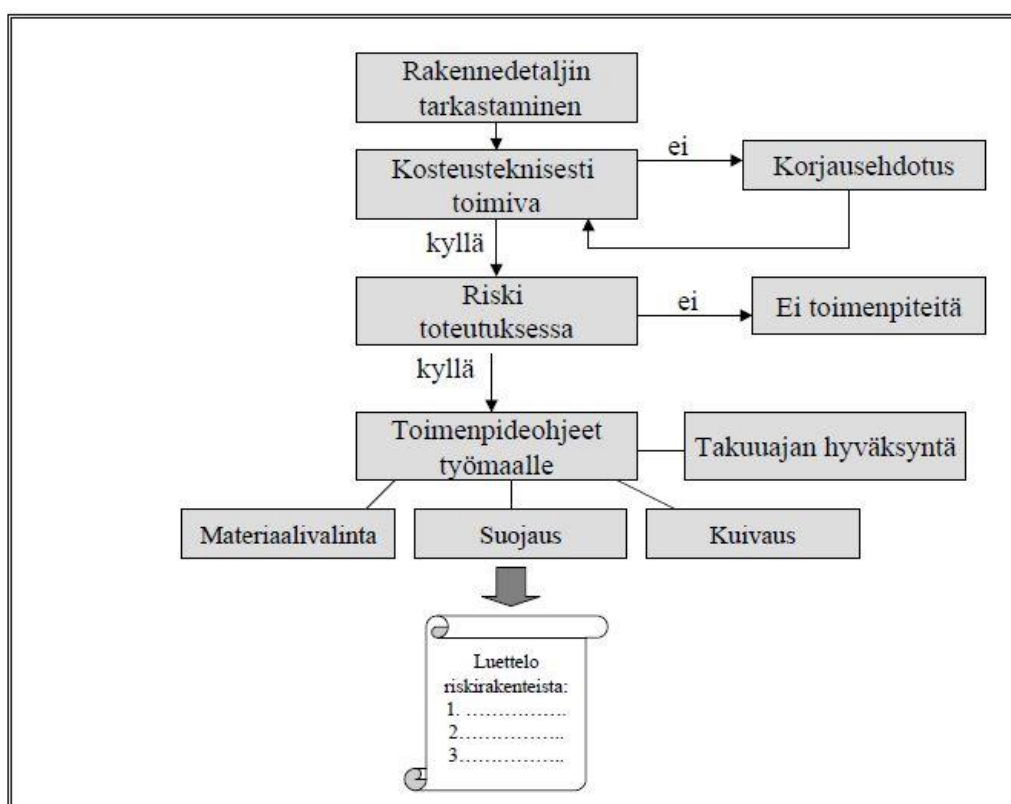 Rakennedetaljin
tarkastaminen
ei
Kosteusteknisesti
toimiva
Korjausehdotus
kyllä
Riski
toteutuksessa
ei
Ei toimenpiteitä
kyllä
Toimenpideohjeet
työmaalle
Takuuajan hyväksyntä
Materiaalivalinta
Suojaus
Kuivaus
Luettelo
riskirakenteista:
1. ................
2................
3................